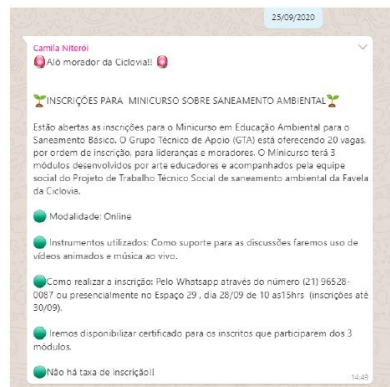 25/09/2020
Camila Niterói
Alô morador da Ciclovia!!
INSCRIÇÕES PARA MINICURSO SOBRE SANEAMENTO AMBIENTAL
Estão abertas as inscrições para o Minicurso em Educação Ambiental para o
Saneamento Básico. O Grupo Técnico de Apoio (GTA) está oferecendo 20 vagas,
por ordem de inscrição, para lideranças e moradores. O Minicurso terá 3
módulos desenvolvidos por arte educadores e acompanhados pela equipe
social do Projeto de Trabalho Técnico Social de saneamento ambiental da Favela
da Ciclovia.
Modalidade: Online
Instrumentos utilizados: Como suporte para as discussões faremos uso de
vídeos animados e música ao vivo.
Como realizar a inscrição: Pelo Whatsapp através do número (21) 96528-
0087 ou presencialmente no Espaço 29 , dia 28/09 de 10 as15hrs (inscrições até
30/09).
Iremos disponibilizar certificado para os inscritos que participarem dos 3
módulos.
Não há taxa de inscrição!!
14:49